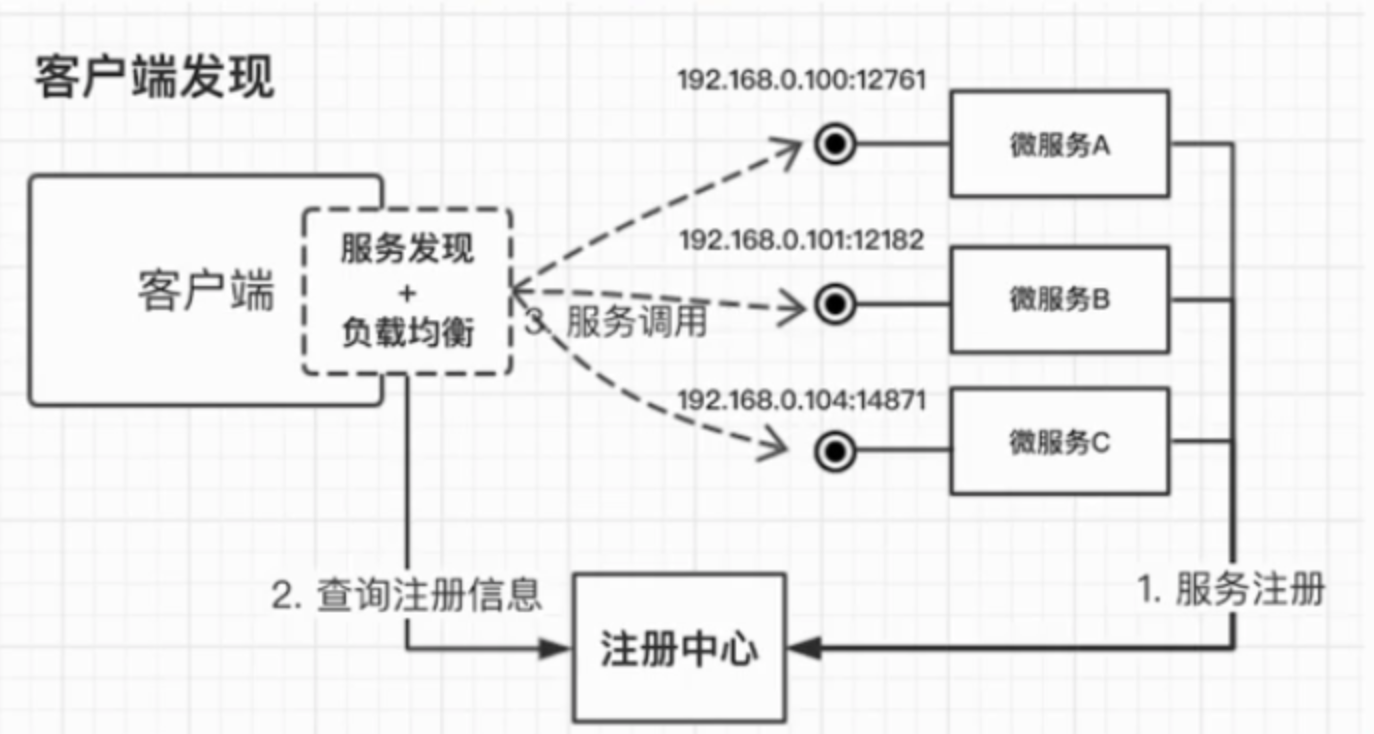 客户端发现
192.168.0.100:12761
微服务A
客户端
服务发现
+
负载均衡
192.168.0.101:12182
微服务B
3. 服务调用
192.168.0.104:14871
微服务C
2. 查询注册信息
1. 服务注册
注册中心